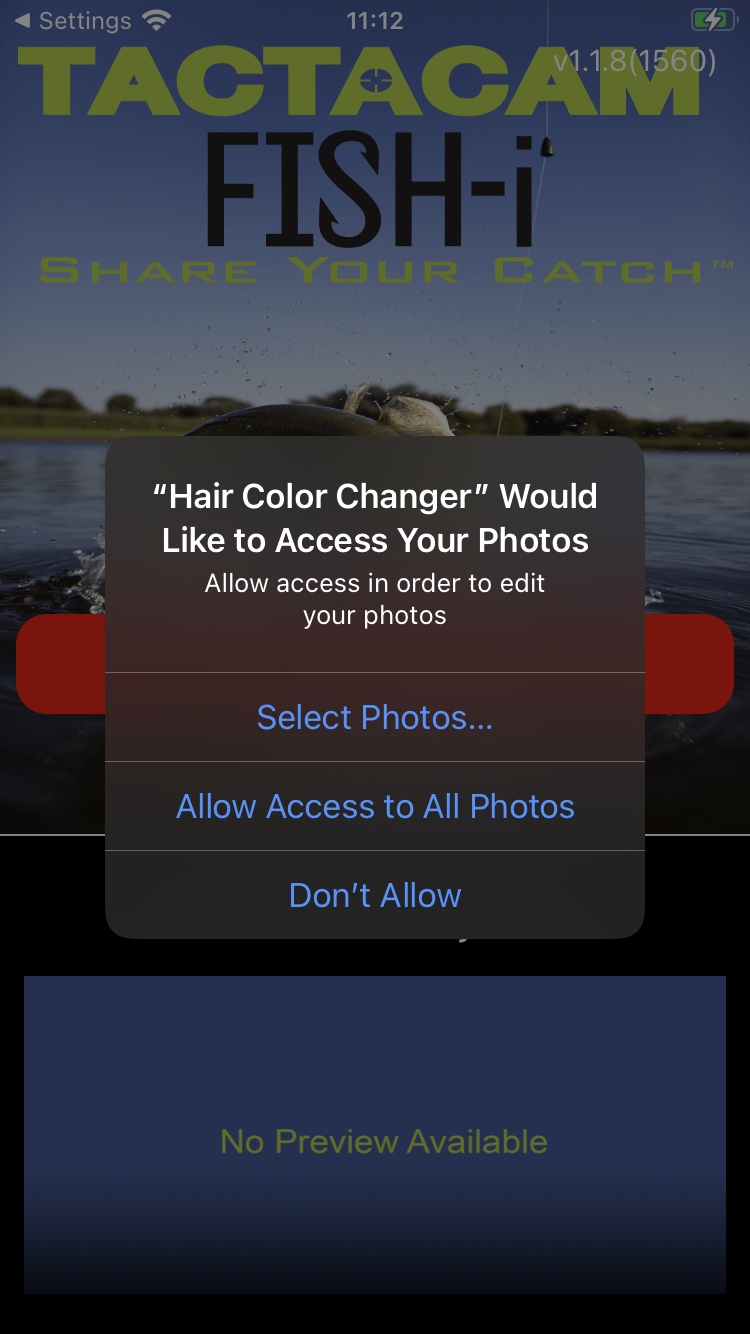 Settings
11:12
v1.1.8(1560)
TACTACAM
FISH-i
SHARE YOUR CATCH™
“Hair Color Changer” Would
Like to Access Your Photos
Allow access in order to edit
your photos
Select Photos...
Allow Access to All Photos
Don’t Allow
No Preview Available